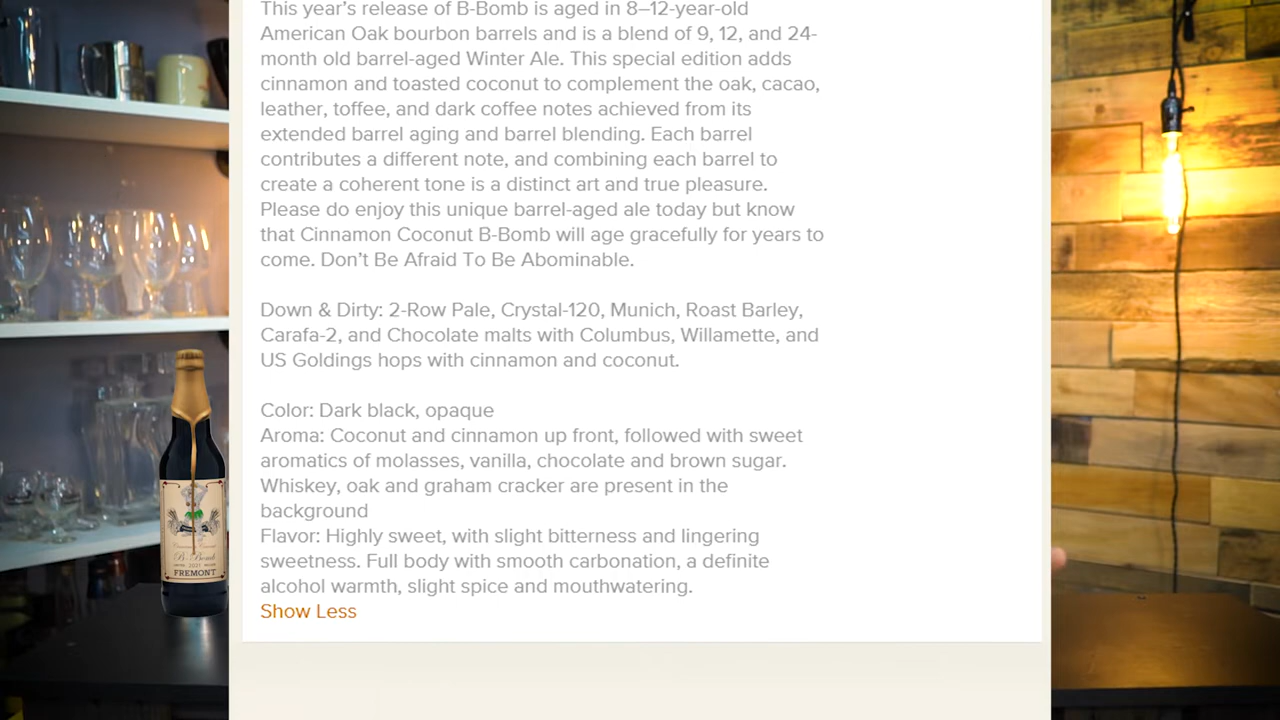 This year’s release of B-Bomb is aged in 8–12-year-old
American Oak bourbon barrels and is a blend of 9, 12, and 24-
month old barrel-aged Winter Ale. This special edition adds
cinnamon and toasted coconut to complement the oak, cacao,
leather, toffee, and dark coffee notes achieved from its
extended barrel aging and barrel blending. Each barrel
contributes a different note, and combining each barrel to
create a coherent tone is a distinct art and true pleasure.
Please do enjoy this unique barrel-aged ale today but know
that Cinnamon Coconut B-Bomb will age gracefully for years to
come. Don’t Be Afraid To Be Abominable.
Down & Dirty: 2-Row Pale, Crystal-120, Munich, Roast Barley,
Carafa-2, and Chocolate malts with Columbus, Willamette, and
US Goldings hops with cinnamon and coconut.
Color: Dark black, opaque
Aroma: Coconut and cinnamon up front, followed with sweet
aromatics of molasses, vanilla, chocolate and brown sugar.
Whiskey, oak and graham cracker are present in the
background
Flavor: Highly sweet, with slight bitterness and lingering
sweetness. Full body with smooth carbonation, a definite
alcohol warmth, slight spice and mouthwatering.
Show Less
B-Bomb
FREMONT